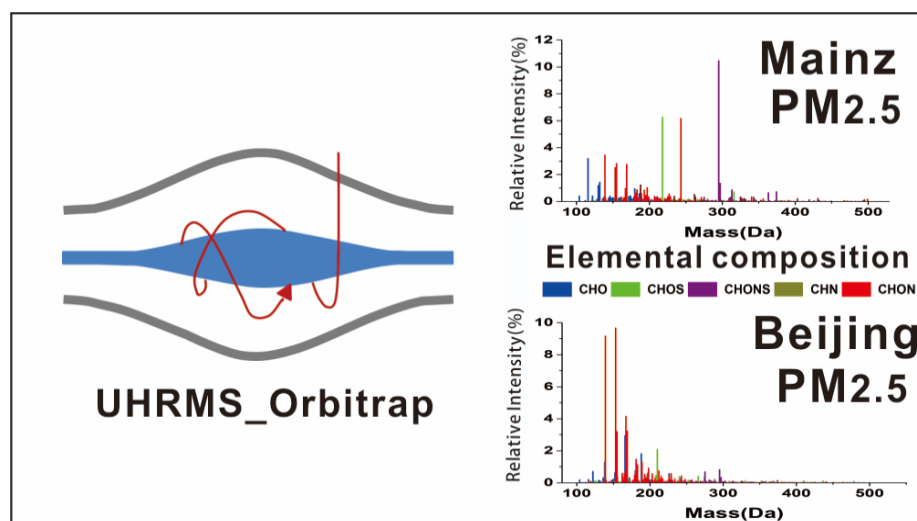 UHRMS_Orbitrap
Mainz
PM2.5
Relative Intensity(%)
12
10
8
6
4
2
0
100 200 300 400 500
Mass(Da)
Elemental composition
CHO CHOS CHONS CHN CHON
Beijing
PM2.5
Relative Intensity(%)
10
8
6
4
2
0
100 200 300 400 500
Mass(Da)